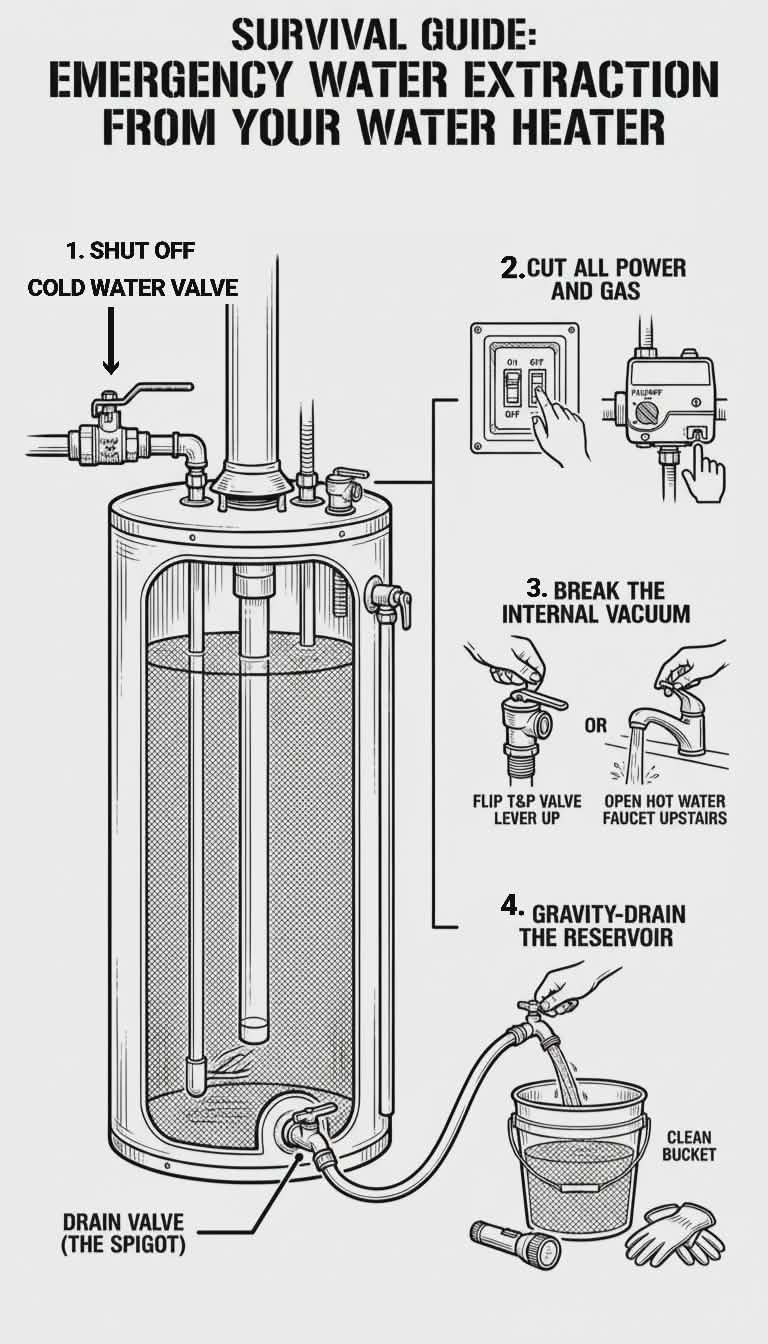 SURVIVAL GUIDE:
EMERGENCY WATER EXTRACTION
FROM YOUR WATER HEATER
1. SHUT OFF
COLD WATER VALVE
2. CUT ALL POWER
AND GAS
ON
OFF
3. BREAK THE
INTERNAL VACUUM
OR
FLIP T&P VALVE
LEVER UP
OPEN HOT WATER
FAUCET UPSTAIRS
4. GRAVITY-DRAIN
THE RESERVOIR
CLEAN
BUCKET
DRAIN VALVE
(THE SPIGOT)